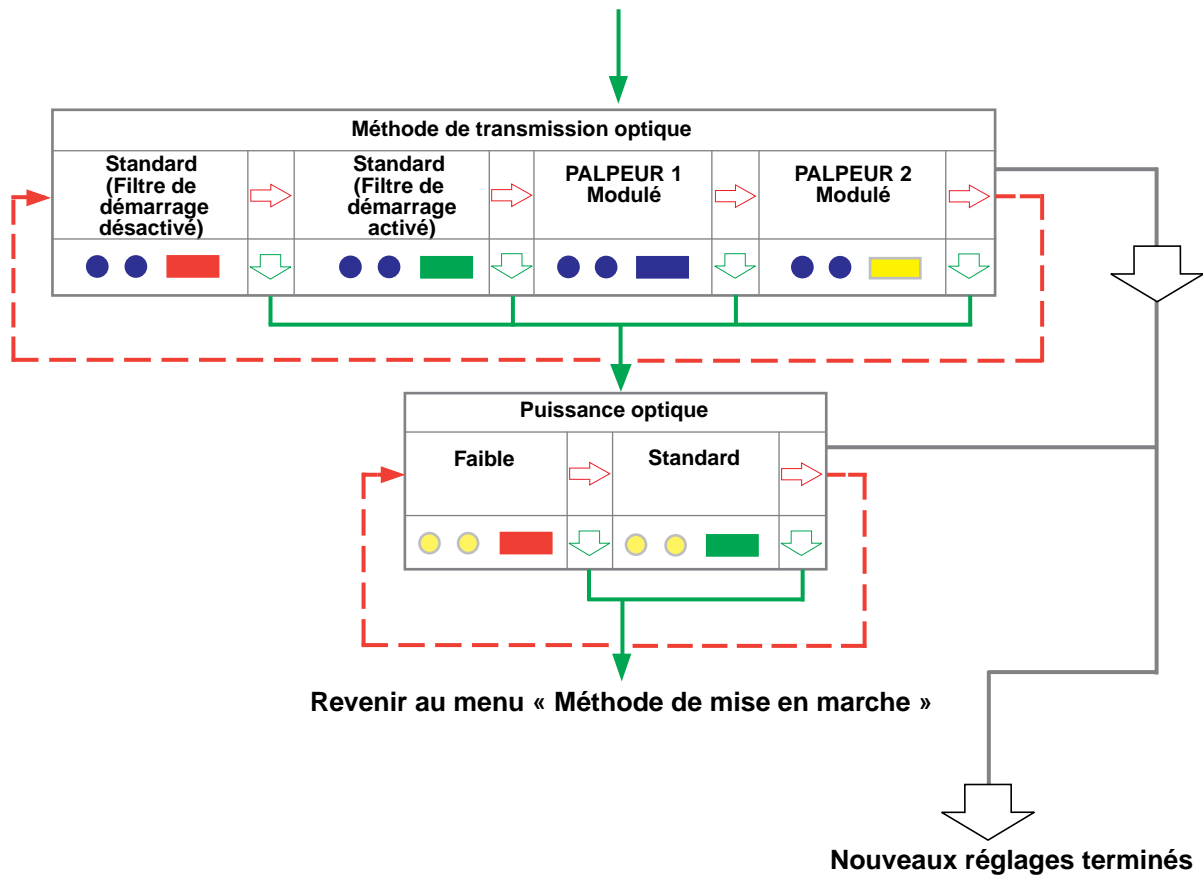 Méthode de transmission optique
Standard
(Filtre de
démarrage
désactivé)
Standard
(Filtre de
démarrage
activé)
PALPEUR 1
Modulé
PALPEUR 2
Modulé
Puissance optique
Faible
Standard
Revenir au menu « Méthode de mise en marche »
Nouveaux réglages terminés